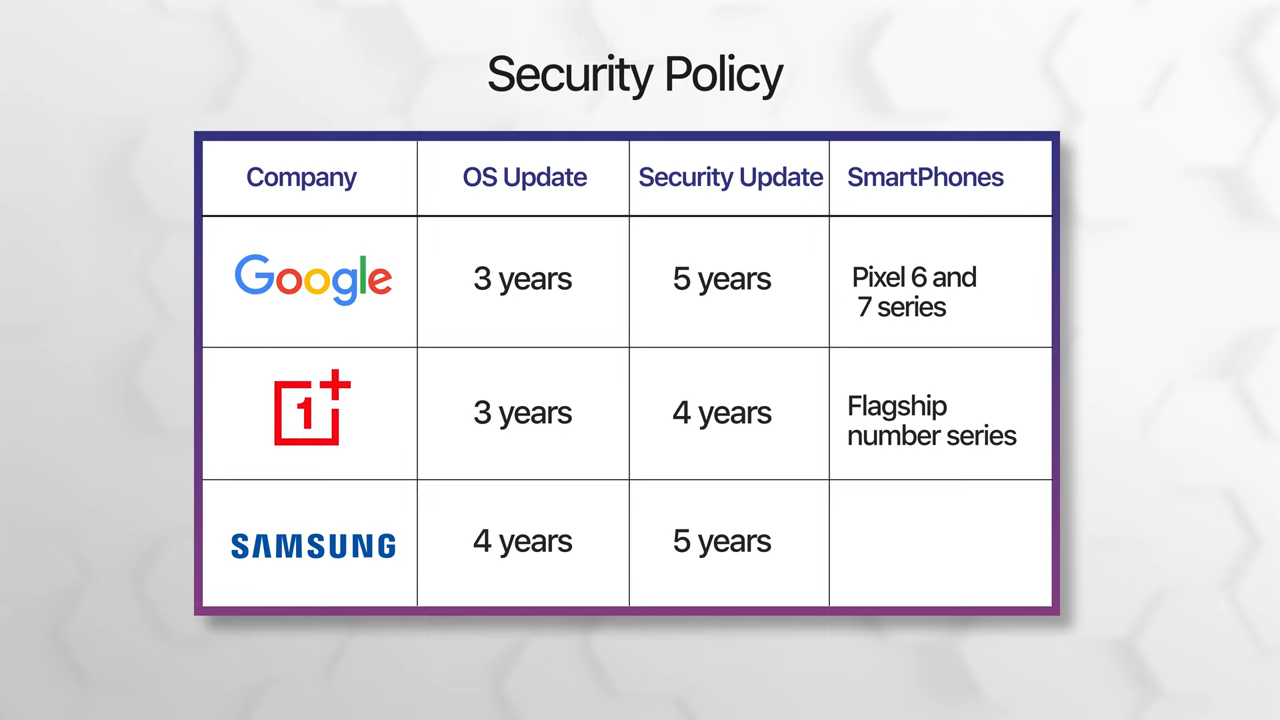 Security Policy
Company OS Update Security Update SmartPhones
Google 3 years 5 years Pixel 6 and
7 series
1+ 3 years 4 years Flagship
number series
SAMSUNG 4 years 5 years